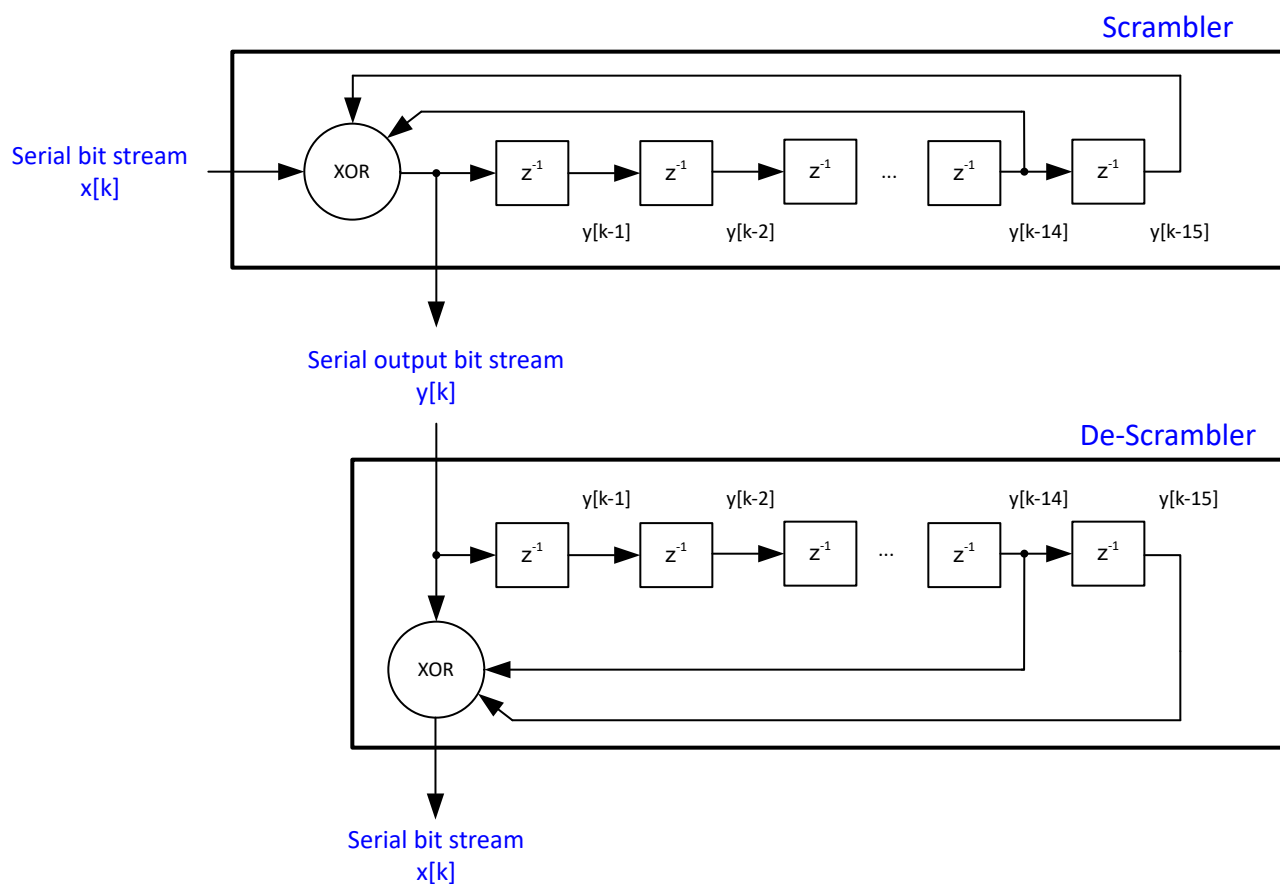 Scrambler
Serial bit stream
x[k]
XOR
z-1
z-1
z-1
...
z-1
z-1
y[k-1]
y[k-2]
y[k-14]
y[k-15]
Serial output bit stream
y[k]
De-Scrambler
y[k-1]
y[k-2]
y[k-14]
y[k-15]
z-1
z-1
z-1
...
z-1
z-1
XOR
Serial bit stream
x[k]